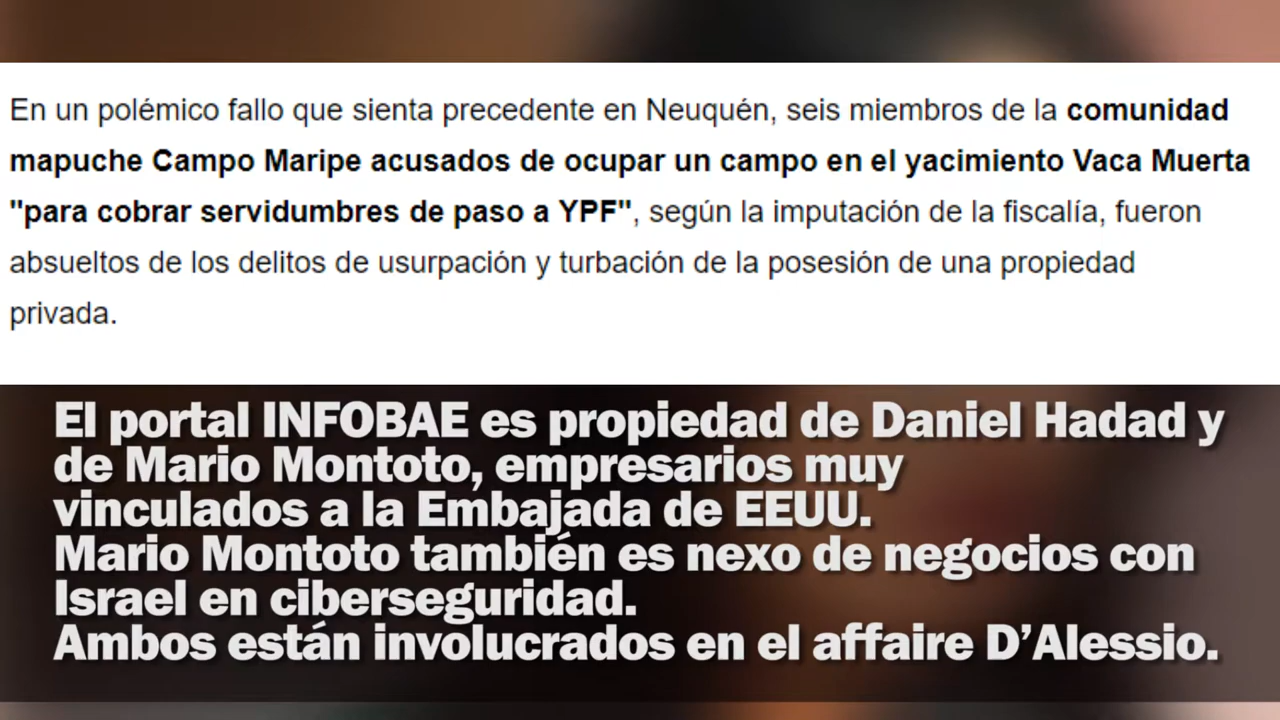 En un polémico fallo que sienta precedente en Neuquén, seis miembros de la comunidad
mapuche Campo Maripe acusados de ocupar un campo en el yacimiento Vaca Muerta
"para cobrar servidumbres de paso a YPF", según la imputación de la fiscalía, fueron
absueltos de los delitos de usurpación y turbación de la posesión de una propiedad
privada.
El portal INFOBAE es propiedad de Daniel Hadad y
de Mario Montoto, empresarios muy
vinculados a la Embajada de EEUU.
Mario Montoto también es nexo de negocios con
Israel en ciberseguridad.
Ambos están involucrados en el affaire D’Alessio.